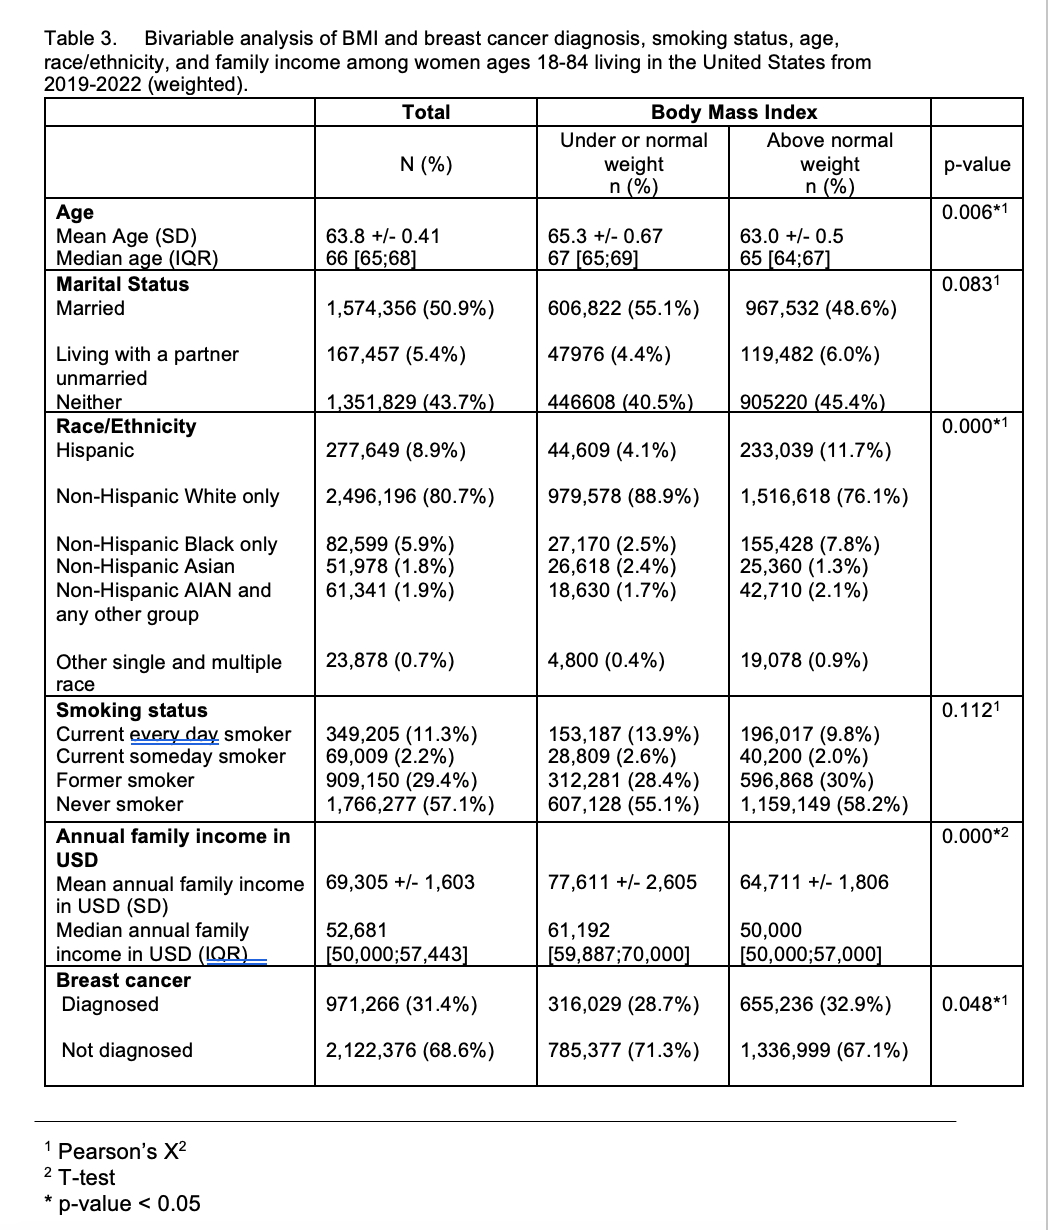 Table 3. Bivariable analysis of BMI and breast cancer diagnosis, smoking status, age,
race/ethnicity, and family income among women ages 18-84 living in the United States from
2019-2022 (weighted).
Total Body Mass Index
N (%) Under or normal weight n (%) Above normal weight n (%) p-value
Age 0.006*¹
Mean Age (SD) 63.8 +/- 0.41 65.3 +/- 0.67 63.0 +/- 0.5
Median age (IQR) 66 [65;68] 67 [65;69] 65 [64;67]
Marital Status 0.083¹
Married 1,574,356 (50.9%) 606,822 (55.1%) 967,532 (48.6%)
Living with a partner 167,457 (5.4%) 47976 (4.4%) 119,482 (6.0%)
unmarried
Neither 1,351,829 (43.7%) 446608 (40.5%) 905220 (45.4%)
Race/Ethnicity 0.000*¹
Hispanic 277,649 (8.9%) 44,609 (4.1%) 233,039 (11.7%)
Non-Hispanic White only 2,496,196 (80.7%) 979,578 (88.9%) 1,516,618 (76.1%)
Non-Hispanic Black only 82,599 (5.9%) 27,170 (2.5%) 155,428 (7.8%)
Non-Hispanic Asian 51,978 (1.8%) 26,618 (2.4%) 25,360 (1.3%)
Non-Hispanic AIAN and 61,341 (1.9%) 18,630 (1.7%) 42,710 (2.1%)
any other group
Other single and multiple 23,878 (0.7%) 4,800 (0.4%) 19,078 (0.9%)
race
Smoking status 0.112¹
Current every day smoker 349,205 (11.3%) 153,187 (13.9%) 196,017 (9.8%)
Current someday smoker 69,009 (2.2%) 28,809 (2.6%) 40,200 (2.0%)
Former smoker 909,150 (29.4%) 312,281 (28.4%) 596,868 (30%)
Never smoker 1,766,277 (57.1%) 607,128 (55.1%) 1,159,149 (58.2%)
Annual family income in 0.000*²
USD
Mean annual family income 69,305 +/- 1,603 77,611 +/- 2,605 64,711 +/- 1,806
in USD (SD)
Median annual family 52,681 61,192 50,000
income in USD (IQR) [50,000;57,443] [59,887;70,000] [50,000;57,000]
Breast cancer
Diagnosed 971,266 (31.4%) 316,029 (28.7%) 655,236 (32.9%) 0.048*¹
Not diagnosed 2,122,376 (68.6%) 785,377 (71.3%) 1,336,999 (67.1%)
¹ Pearson's X²
² T-test
* p-value < 0.05